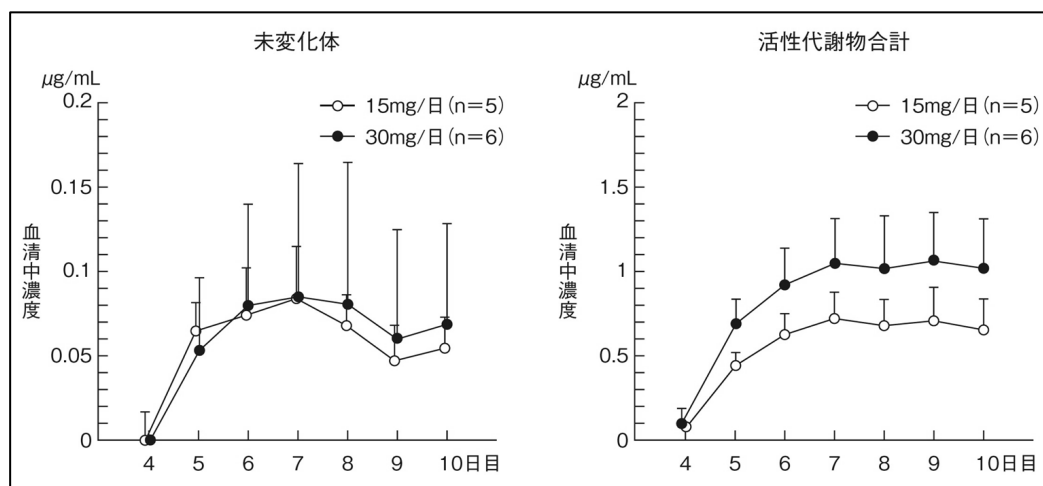 未変化体
μg/mL
0.2
0.15
0.1
0.05
0
血清中濃度
15mg/日(n=5)
30mg/日(n=6)
4 5 6 7 8 9 10日目
活性代謝物合計
μg/mL
2
1.5
1
0.5
0
血清中濃度
15mg/日(n=5)
30mg/日(n=6)
4 5 6 7 8 9 10日目